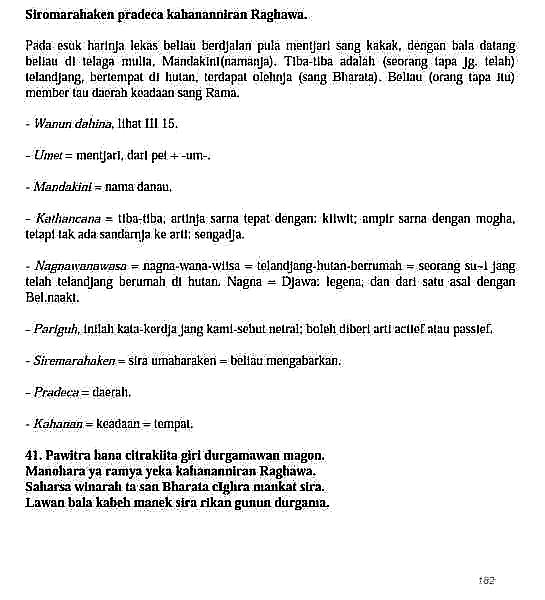 Siromarahaken pradeca kahananniran Raghawa.
Pada esuk harinja lekas beliau berdjalan pula mentjari sang kakak, dengan bala datang
beliau di telaga mulia, Mandakini(namanja). Tiba-tiba adalah (seorang tapa jg. telah)
telandjang, bertempat di hutan, terdapat olehnja (sang Bharata). Beliau (orang tapa itu)
member tau daerah keadaan sang Rama.
- Wanun dahina, lihat III 15.
- Umet = mentjari, dari pet + -um-.
- Mandakini = nama danau.
- Kathancana = tiba-tiba, artinja sarna tepat dengan: kliwit; ampir sarna dengan mogha,
tetapi tak ada sandarnja ke arti: sengadja.
- Nagnawanawasa = nagna-wana-wiisa = telandjang-hutan-berrumah = seorang su~i jang
telah telandjang berumah di hutan. Nagna = Djawa: legena, dan dari satu asal dengan
Bel.naakt.
- Pariguh, inilah kata-kerdja jang kami-sebut netral; boleh diberi arti actief atau passief.
- Siremarahaken = sira umaharaken = beliau mengabarkan.
- Pradeca = daerah.
- Kahanan = keadaan = tempat.
41. Pawitra hana citrakiita giri durgamawan magon.
Manohara ya ramya yeka kahananniran Raghawa.
Saharsa winarah ta san Bharata cIghra mankat sira.
Lawan bala kabeh manek sira rikan gunun durgama.
182